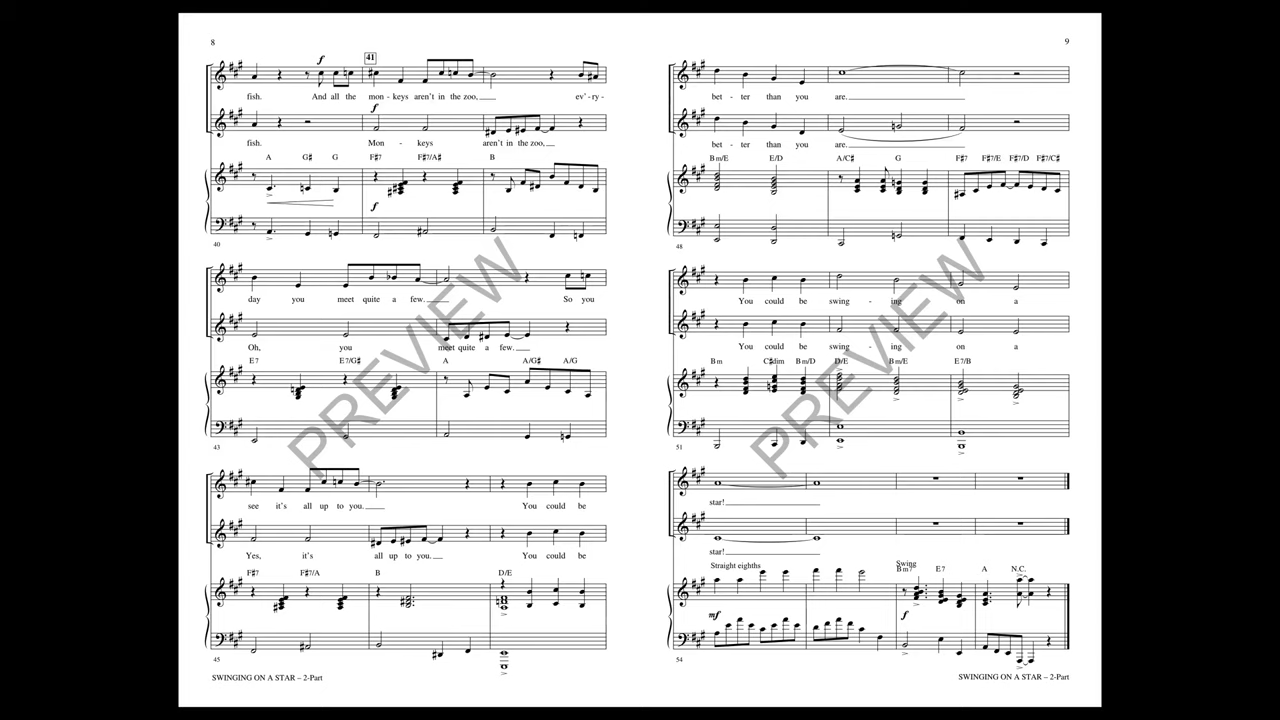 8
f
41
fish. And all the mon - keys aren't in the zoo, ev' - ry -
f
fish. Mon - keys aren't in the zoo,
A G♯ G F♯7 F♯7/A♯ B
f
40
day you meet quite a few. So you
Oh, you meet quite a few.
E7 E7/G♯ A A/G♯ A/G
43
see it's all up to you. You could be
Yes, it's all up to you. You could be
F♯7 F♯7/A B D/E
45
SWINGING ON A STAR – 2-Part
PREVIEW
9
bet - ter than you are.
bet - ter than you are.
Bm/E E/D A/C♯ G F♯7 F♯7/E F♯7/D F♯7/C♯
48
You could be swing - ing on a
You could be swing - ing on a
Bm C♯dim Bm/D D/E Bm/E E7/B
51
star!
star!
Straight eighths Swing
Bm7 E7 A N.C.
mf f
54
SWINGING ON A STAR – 2-Part
PREVIEW